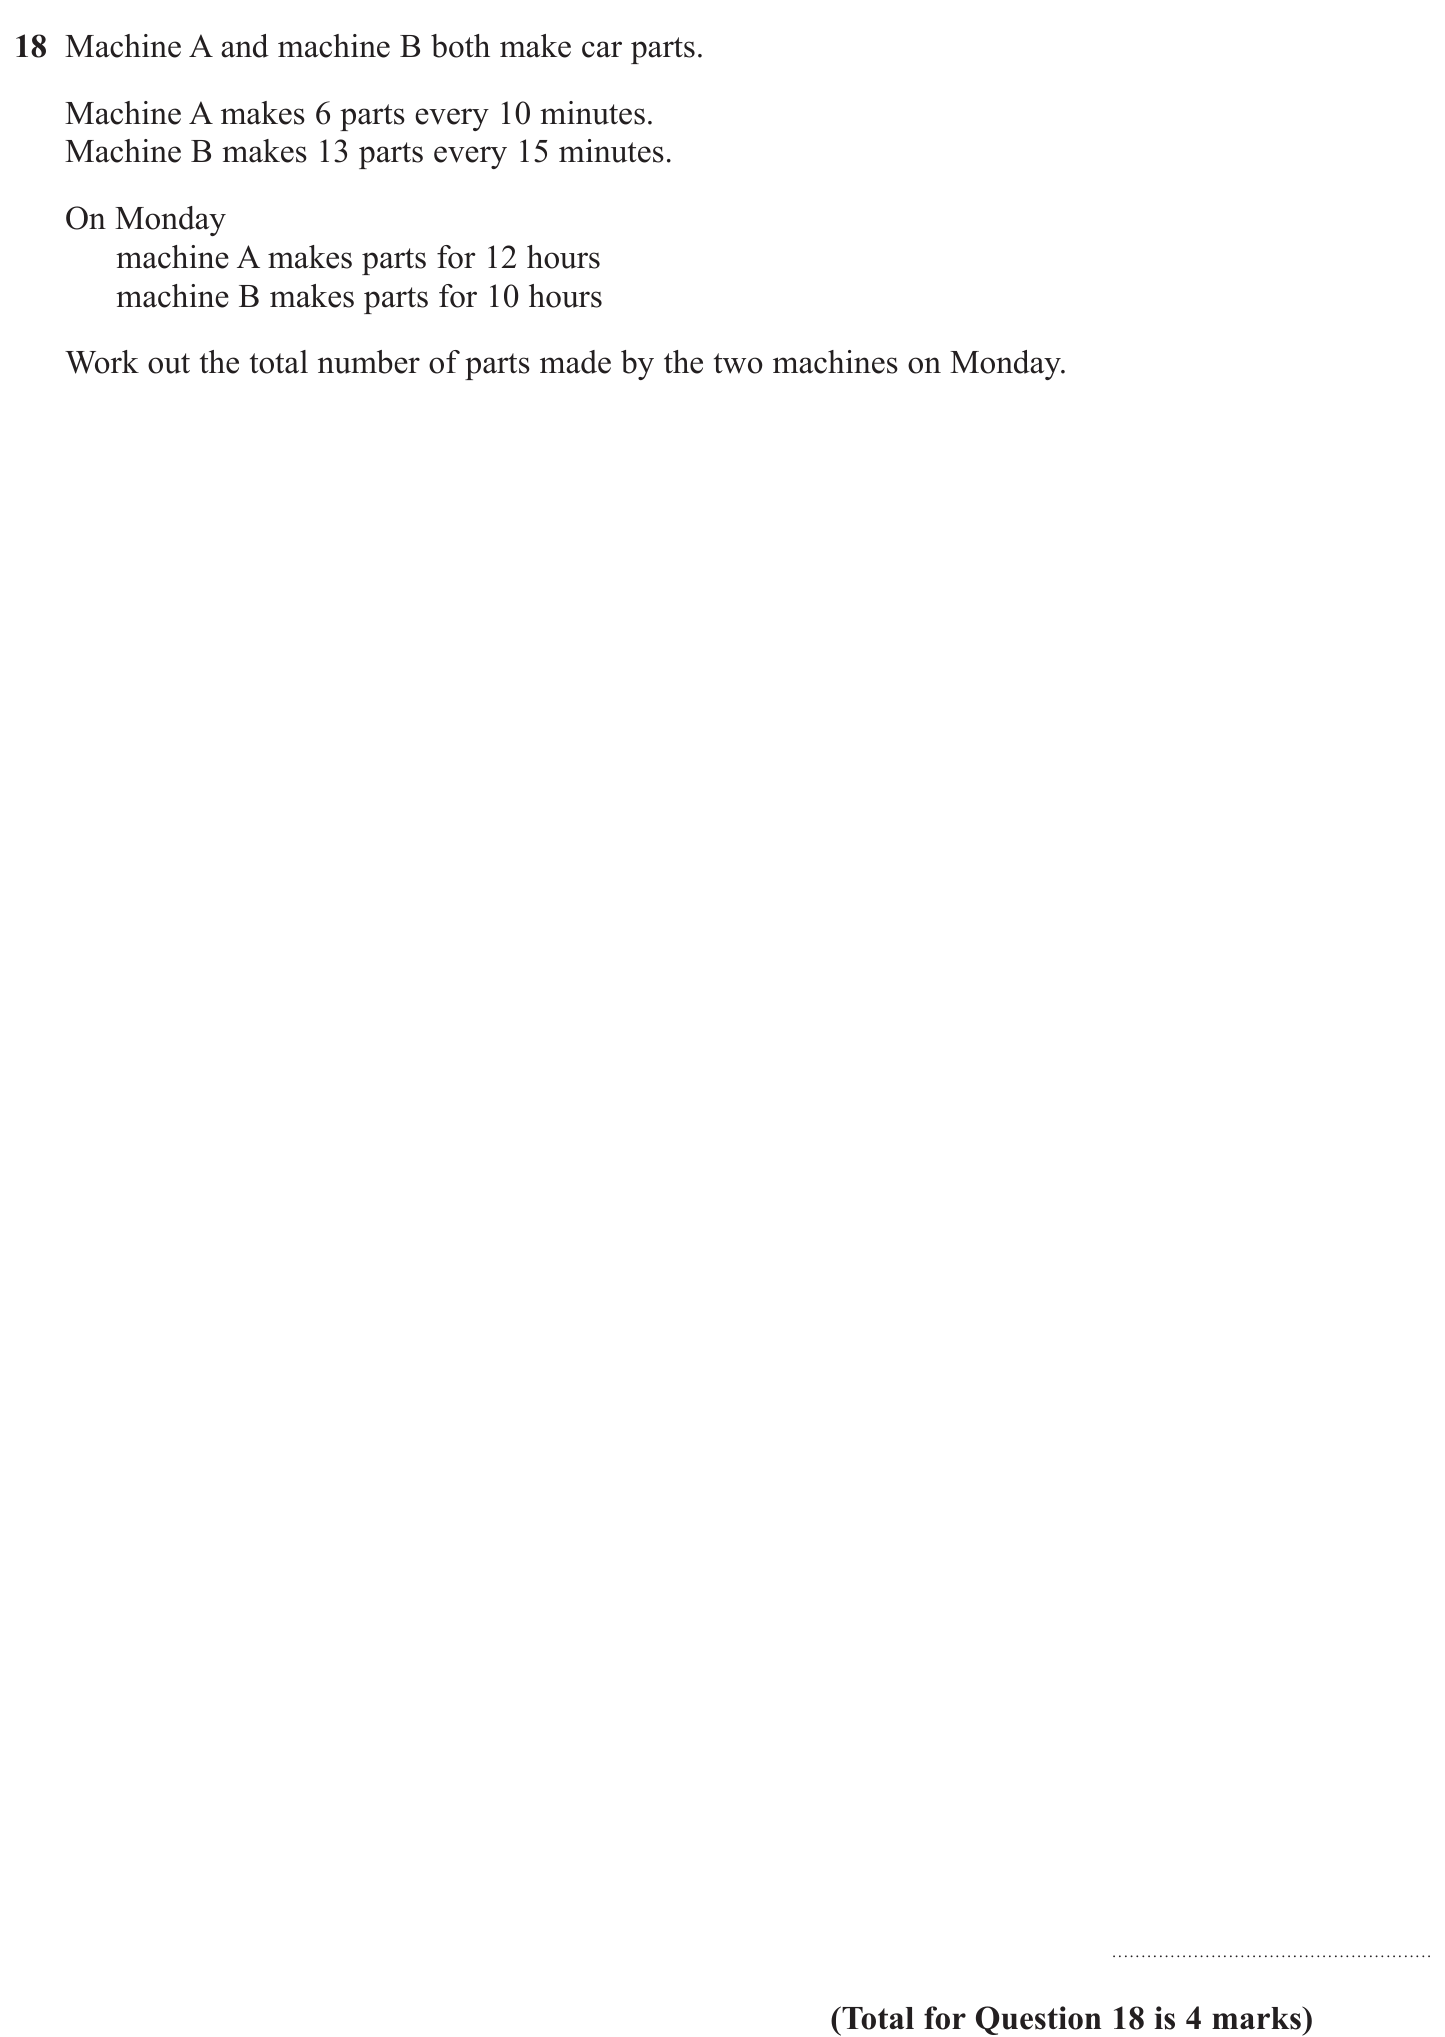 18 Machine A and machine B both make car parts.
Machine A makes 6 parts every 10 minutes.
Machine B makes 13 parts every 15 minutes.
On Monday
machine A makes parts for 12 hours
machine B makes parts for 10 hours
Work out the total number of parts made by the two machines on Monday.
(Total for Question 18 is 4 marks)